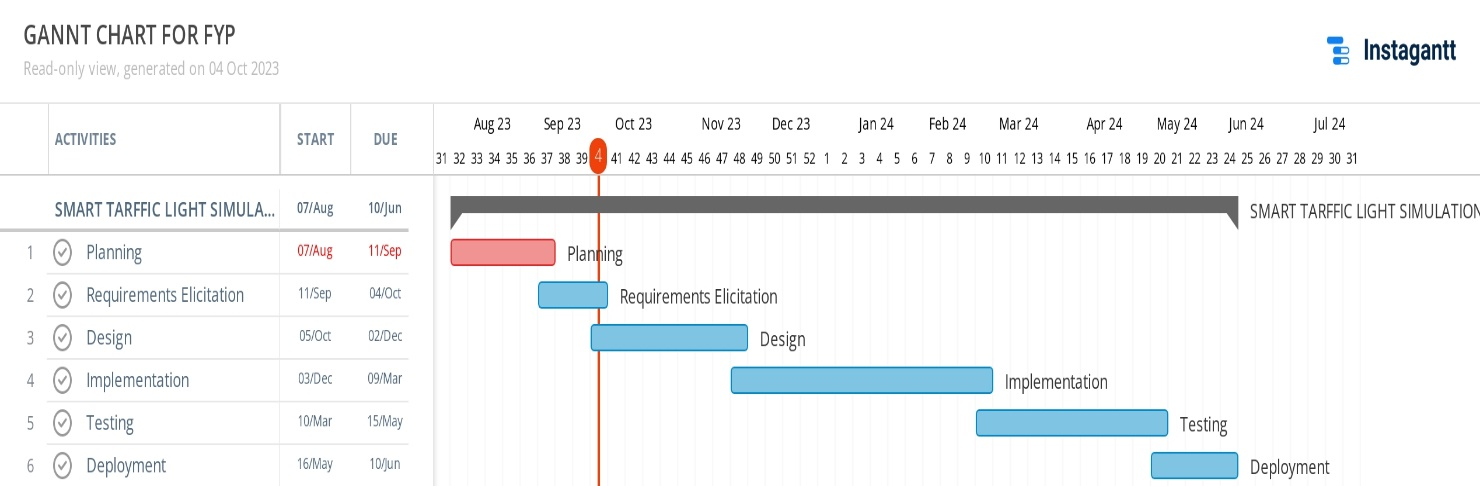 GANNT CHART FOR FYP
Instagantt
Read-only view, generated on 04 Oct 2023
ACTIVITIES START DUE
Aug 23 Sep 23 Oct 23 Nov 23 Dec 23 Jan 24 Feb 24 Mar 24 Apr 24 May 24 Jun 24 Jul 24
31 32 33 34 35 36 37 38 39 4 41 42 43 44 45 46 47 48 49 50 51 52 1 2 3 4 5 6 7 8 9 10 11 12 13 14 15 16 17 18 19 20 21 22 23 24 25 26 27 28 29 30 31
SMART TARFFIC LIGHT SIMULA... 07/Aug 10/Jun SMART TARFFIC LIGHT SIMULATION
1 Planning 07/Aug 11/Sep Planning
2 Requirements Elicitation 11/Sep 04/Oct Requirements Elicitation
3 Design 05/Oct 02/Dec Design
4 Implementation 03/Dec 09/Mar Implementation
5 Testing 10/Mar 15/May Testing
6 Deployment 16/May 10/Jun Deployment